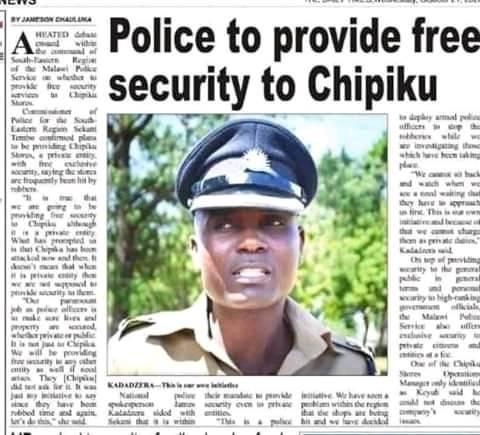 NEWS
BY JAMESON CHAULUKA
Police to provide free
security to Chipiku
A HEATED debate
ensued within
the command of
South-Eastern Region
of the Malawi Police
Service on whether to
provide free security
services to Chipiku
Stores.
Commissioner of
Police for the South-
Eastern Region Sekani
Tembo confirmed plans
to be providing Chipiku
Stores, a private entity,
with free exclusive
security, saying the stores
are frequently been hit by
robbers.
"It is true that
we are going to be
providing free security
to Chipiku although
it is a private entity.
What has prompted us
is that Chipiku has been
attacked now and then. It
doesn't mean that when
it is private entity then
we are not supposed to
provide security to them.
"Our paramount
job as police officers is
to make sure lives and
property are secured,
whether private or public.
It is not just to Chipiku.
We will be providing
free security to any other
entity as well if need
arises. They [Chipiku]
did not ask for it. It was
just my initiative to say
since they have been
robbed time and again,
let's do this," she said.
KADADZERA—This is our own initiative
National police
spokesperson James
Kadadzera sided with
Sekani that it is within
their mandate to provide
security even to private
entities.
"This is a police
initiative. We have seen a
problem within the region
that the shops are being
hit and we have decided
to deploy armed police
officers to stop the
robberies while we
are investigating those
which have been taking
place.
"We cannot sit back
and watch when we
see a need waiting that
they have to approach
us first. This is our own
initiative and because of
that we cannot charge
them as private duties,"
Kadadzera said.
On top of providing
security to the general
public in general
terms and personal
security to high-ranking
government officials,
the Malawi Police
Service also offers
exclusive security to
private citizens and
entities at a fee.
One of the Chipiku
Stores Operations
Manager only identified
as Keyub said he
could not discuss the
company's security
issues.